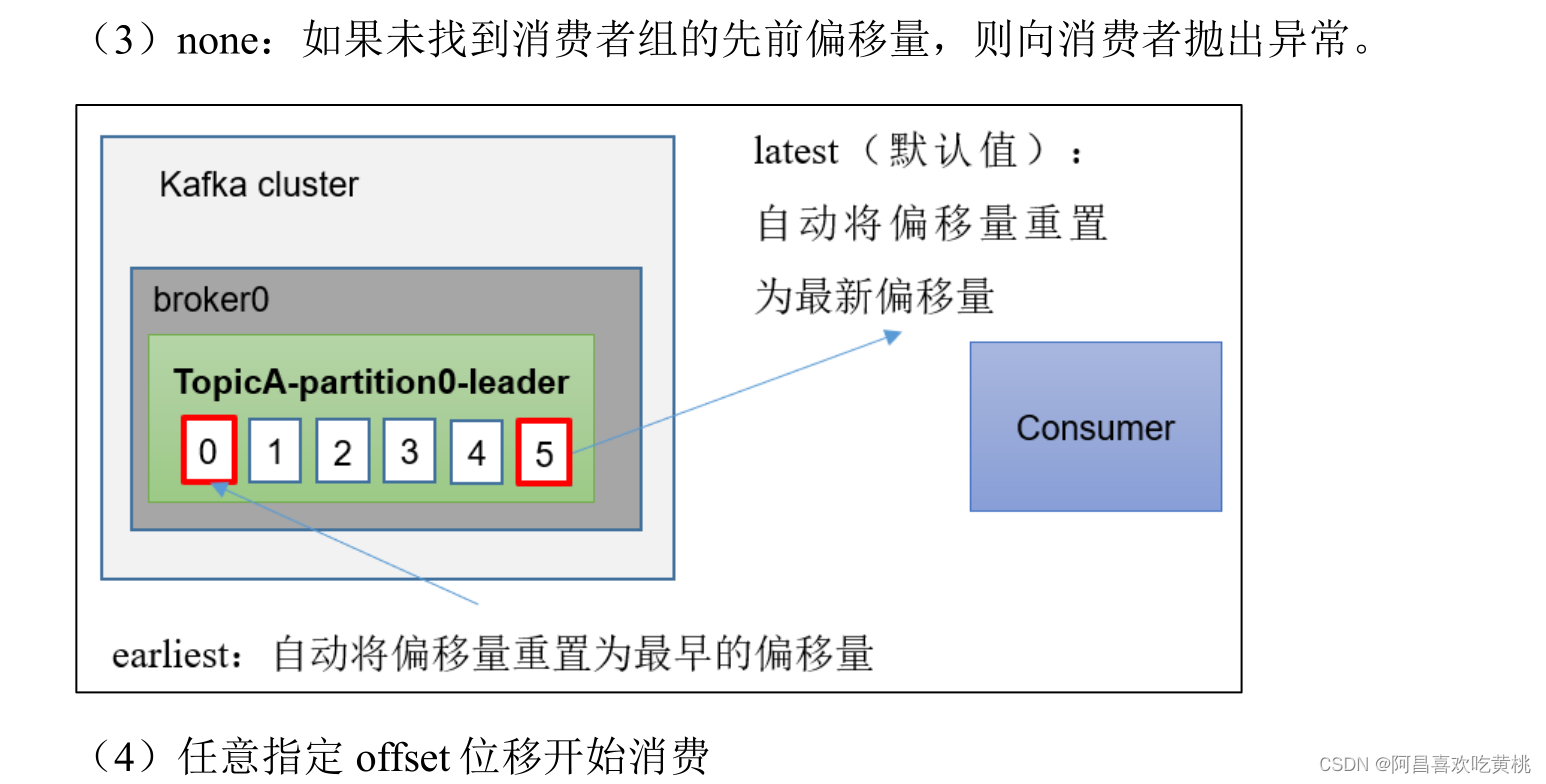 （3）none：如果未找到消费者组的先前偏移量，则向消费者抛出异常。
Kafka cluster
broker0
TopicA-partition0-leader
0 1 2 3 4 5
latest（默认值）：
自动将偏移量重置
为最新偏移量
Consumer
earliest：自动将偏移量重置为最早的偏移量
（4）任意指定 offset 位移开始消费
CSDN @阿昌喜欢吃黄桃